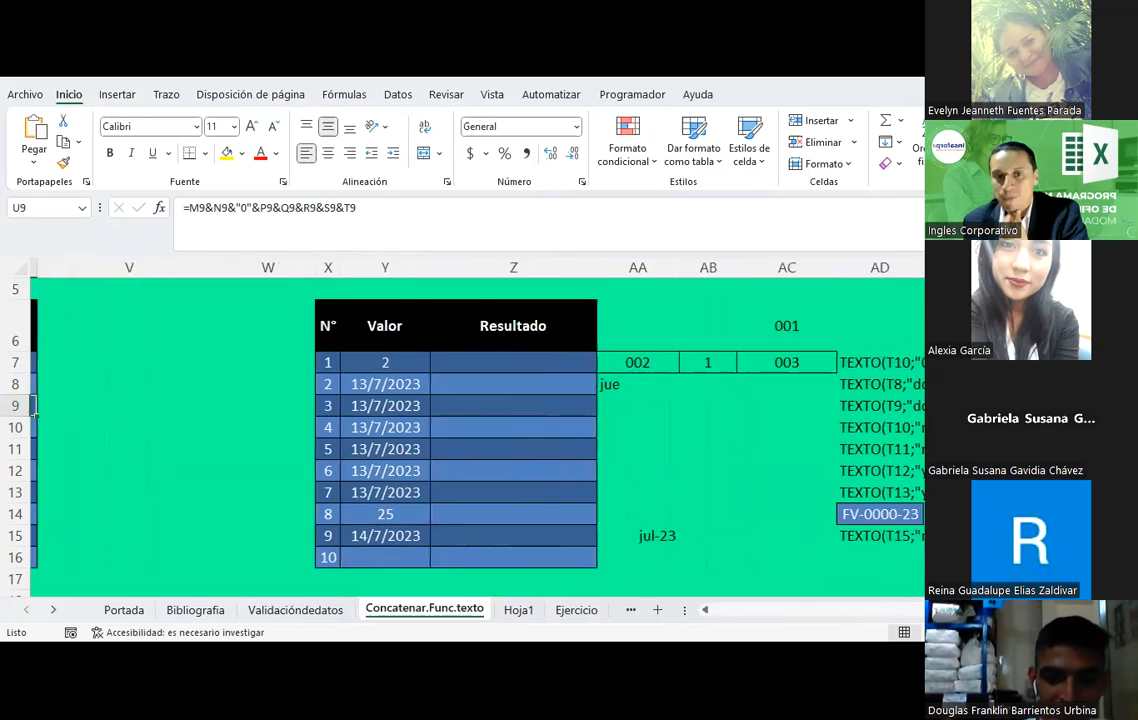 Archivo Inicio Insertar Trazo Disposición de página Fórmulas Datos Revisar Vista Automatizar Programador Ayuda
Pegar
Calibri 11
N K S
General
$ %
Formato condicional
Dar formato como tabla
Estilos de celda
Insertar
Eliminar
Formato
Portapapeles Fuente Alineación Número Estilos Celdas
U9 fx =M9&N9&"0"&P9&Q9&R9&S9&T9
V W X Y Z AA AB AC AD
5
6 N° Valor Resultado 001
7 1 2 002 1 003 TEXTO(T10;"0
8 2 13/7/2023 jue TEXTO(T8;"dd
9 3 13/7/2023 TEXTO(T9;"dd
10 4 13/7/2023 TEXTO(T10;"m
11 5 13/7/2023 TEXTO(T11;"m
12 6 13/7/2023 TEXTO(T12;"y
13 7 13/7/2023 TEXTO(T13;"y
14 8 25 FV-0000-23
15 9 14/7/2023 jul-23 TEXTO(T15;"m
16 10
17
Portada Bibliografia Validacióndedatos Concatenar.Func.texto Hoja1 Ejercicio
Listo Accesibilidad: es necesario investigar
Evelyn Jeanneth Fuentes Parada
X
Ingles Corporativo
Alexia García
Gabriela Susana G...
Gabriela Susana Gavidia Chávez
R
Reina Guadalupe Elias Zaldivar
Douglas Franklin Barrientos Urbina